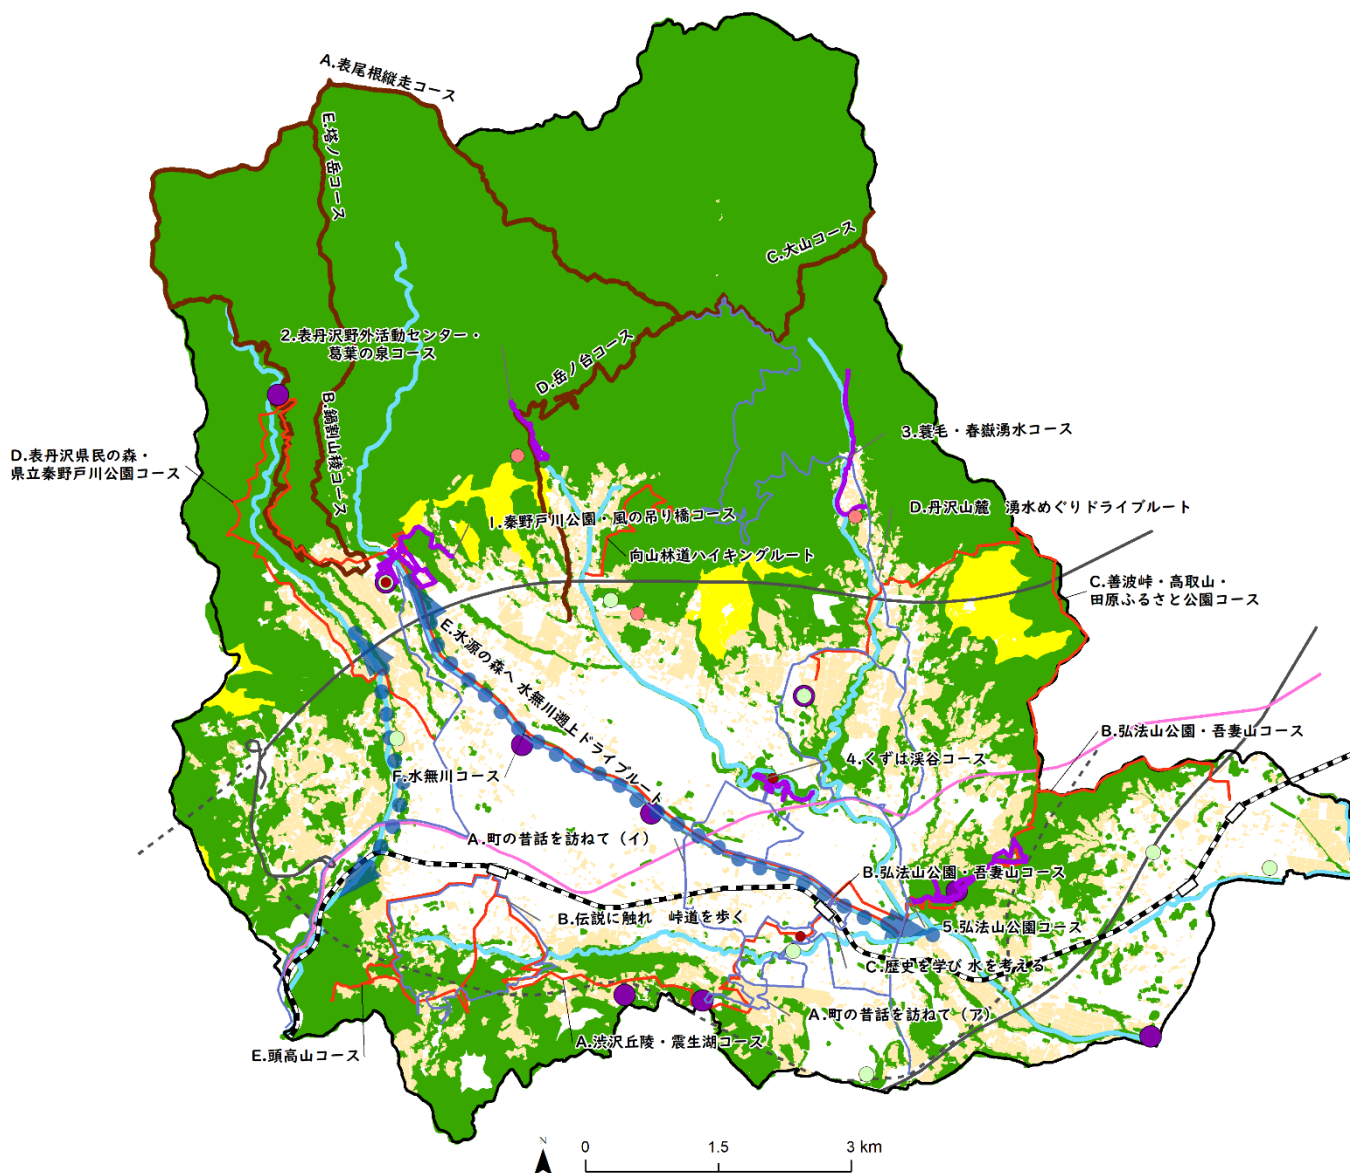 A.表尾根縦走コース
E.塔ノ岳コース
C.大山コース
2.表丹沢野外活動センター・
葛葉の泉コース
D.岳ノ台コース
B.鍋割山稜コース
3.蓑毛・春嶽湧水コース
D.表丹沢県民の森・
県立秦野戸川公園コース
D.丹沢山麓 湧水めぐりドライブルート
1.秦野戸川公園・風の吊り橋コース
向山林道ハイキングルート
C.善波峠・高取山・
田原ふるさと公園コース
E.水源の森へ 水無川遡上ドライブルート
B.弘法山公園・吾妻山コース
4.くずは渓谷コース
F.水無川コース
A.町の昔話を訪ねて（イ）
B.弘法山公園・吾妻山コース
B.伝説に触れ 峠道を歩く
5.弘法山公園コース
C.歴史を学び 水を考える
A.町の昔話を訪ねて（ア）
A.渋沢丘陵・震生湖コース
E.頭高山コース
N
0 1.5 3 km